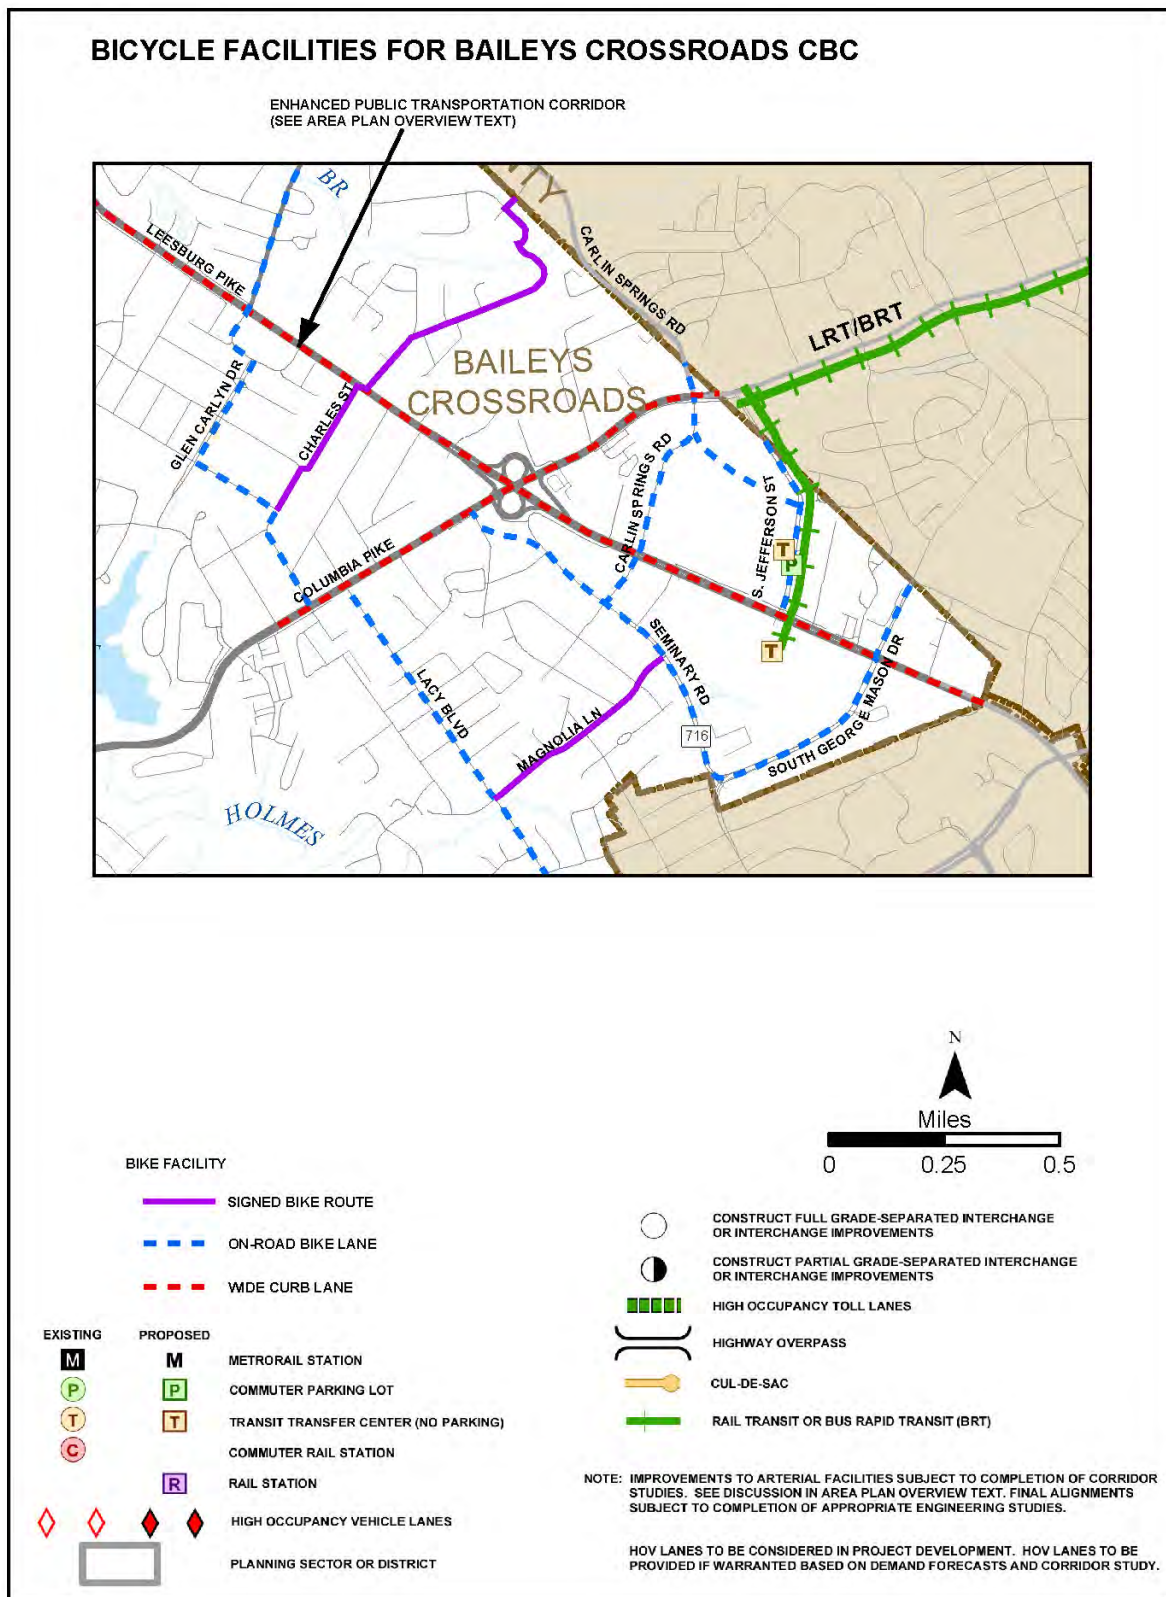 BICYCLE FACILITIES FOR BAILEYS CROSSROADS CBC
ENHANCED PUBLIC TRANSPORTATION CORRIDOR
(SEE AREA PLAN OVERVIEW TEXT)
BR
NTY
LEESBURG PIKE
CARLIN SPRINGS RD
LRT/BRT
BAILEYS
CROSSROADS
GLEN CARLYN DR
CHARLES ST
CARLIN SPRINGS RD
S. JEFFERSON ST
T
P
COLUMBIA PIKE
T
SEMINARY RD
LACY BLVD
MAGNOLIA LN
716
SOUTH GEORGE MASON DR
HOLMES
N
Miles
0 0.25 0.5
BIKE FACILITY
SIGNED BIKE ROUTE
ON-ROAD BIKE LANE
WIDE CURB LANE
EXISTING PROPOSED
M M METRORAIL STATION
P P COMMUTER PARKING LOT
T T TRANSIT TRANSFER CENTER (NO PARKING)
C COMMUTER RAIL STATION
R RAIL STATION
HIGH OCCUPANCY VEHICLE LANES
PLANNING SECTOR OR DISTRICT
CONSTRUCT FULL GRADE-SEPARATED INTERCHANGE
OR INTERCHANGE IMPROVEMENTS
CONSTRUCT PARTIAL GRADE-SEPARATED INTERCHANGE
OR INTERCHANGE IMPROVEMENTS
HIGH OCCUPANCY TOLL LANES
HIGHWAY OVERPASS
CUL-DE-SAC
RAIL TRANSIT OR BUS RAPID TRANSIT (BRT)
NOTE: IMPROVEMENTS TO ARTERIAL FACILITIES SUBJECT TO COMPLETION OF CORRIDOR
STUDIES. SEE DISCUSSION IN AREA PLAN OVERVIEW TEXT. FINAL ALIGNMENTS
SUBJECT TO COMPLETION OF APPROPRIATE ENGINEERING STUDIES.
HOV LANES TO BE CONSIDERED IN PROJECT DEVELOPMENT. HOV LANES TO BE
PROVIDED IF WARRANTED BASED ON DEMAND FORECASTS AND CORRIDOR STUDY.